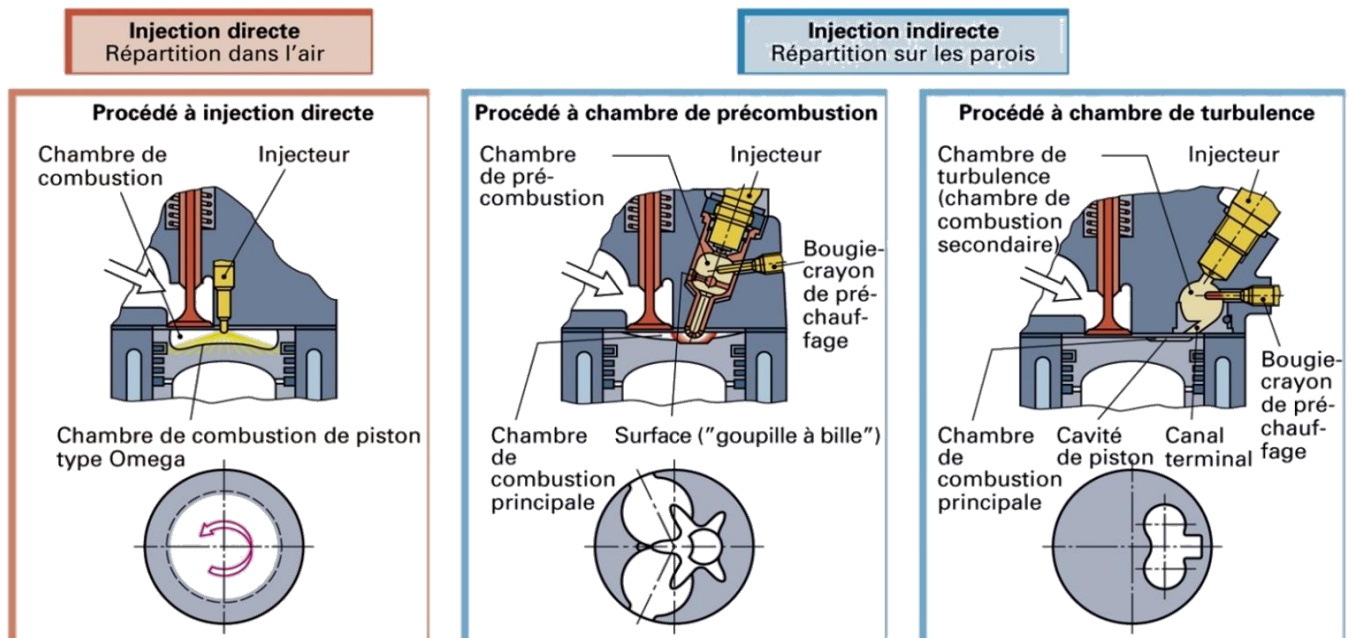 Injection directe
Répartition dans l'air
Injection indirecte
Répartition sur les parois
Procédé à injection directe
Chambre de
combustion
Injecteur
Chambre de combustion de piston
type Omega
Procédé à chambre de précombustion
Chambre
de pré-
combustion
Injecteur
Bougie-
crayon
de pré-
chauf-
fage
Chambre
de
combustion
principale
Surface ("goupille à bille")
Procédé à chambre de turbulence
Chambre de
turbulence
(chambre de
combustion
secondaire)
Injecteur
Bougie-
crayon
de pré-
chauf-
fage
Chambre
de
combustion
principale
Cavité
de piston
Canal
terminal